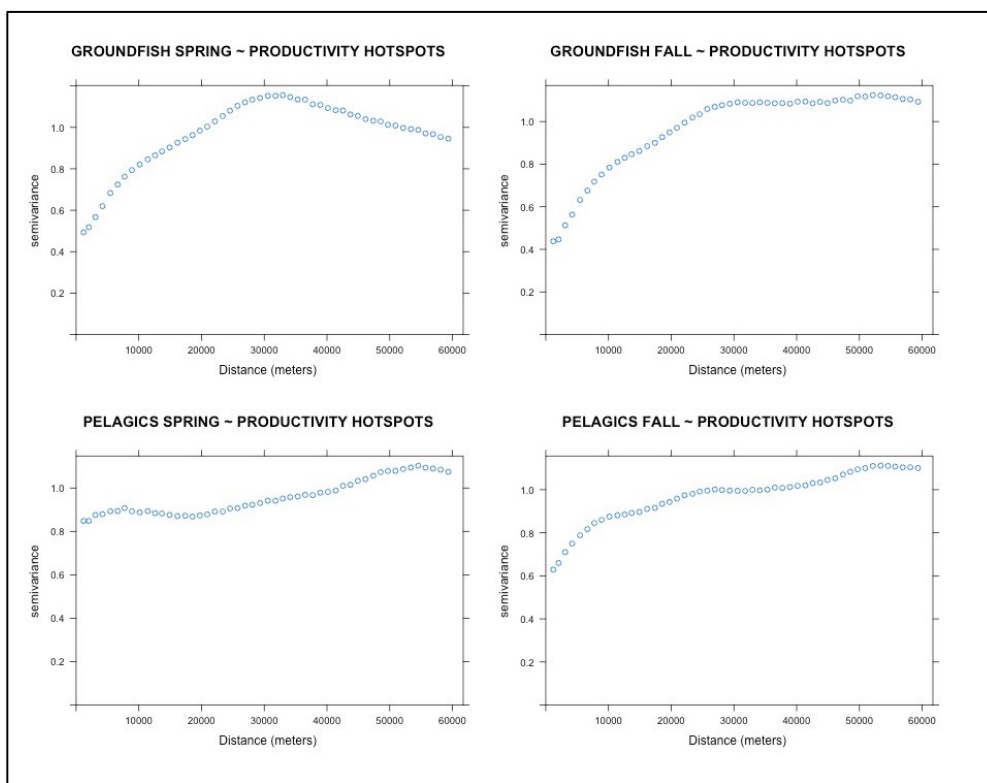 GROUNDFISH SPRING ~ PRODUCTIVITY HOTSPOTS
semivariance
1.0
0.8
0.6
0.4
0.2
10000 20000 30000 40000 50000 60000
Distance (meters)
GROUNDFISH FALL ~ PRODUCTIVITY HOTSPOTS
semivariance
1.0
0.8
0.6
0.4
0.2
10000 20000 30000 40000 50000 60000
Distance (meters)
PELAGICS SPRING ~ PRODUCTIVITY HOTSPOTS
semivariance
1.0
0.8
0.6
0.4
0.2
10000 20000 30000 40000 50000 60000
Distance (meters)
PELAGICS FALL ~ PRODUCTIVITY HOTSPOTS
semivariance
1.0
0.8
0.6
0.4
0.2
10000 20000 30000 40000 50000 60000
Distance (meters)